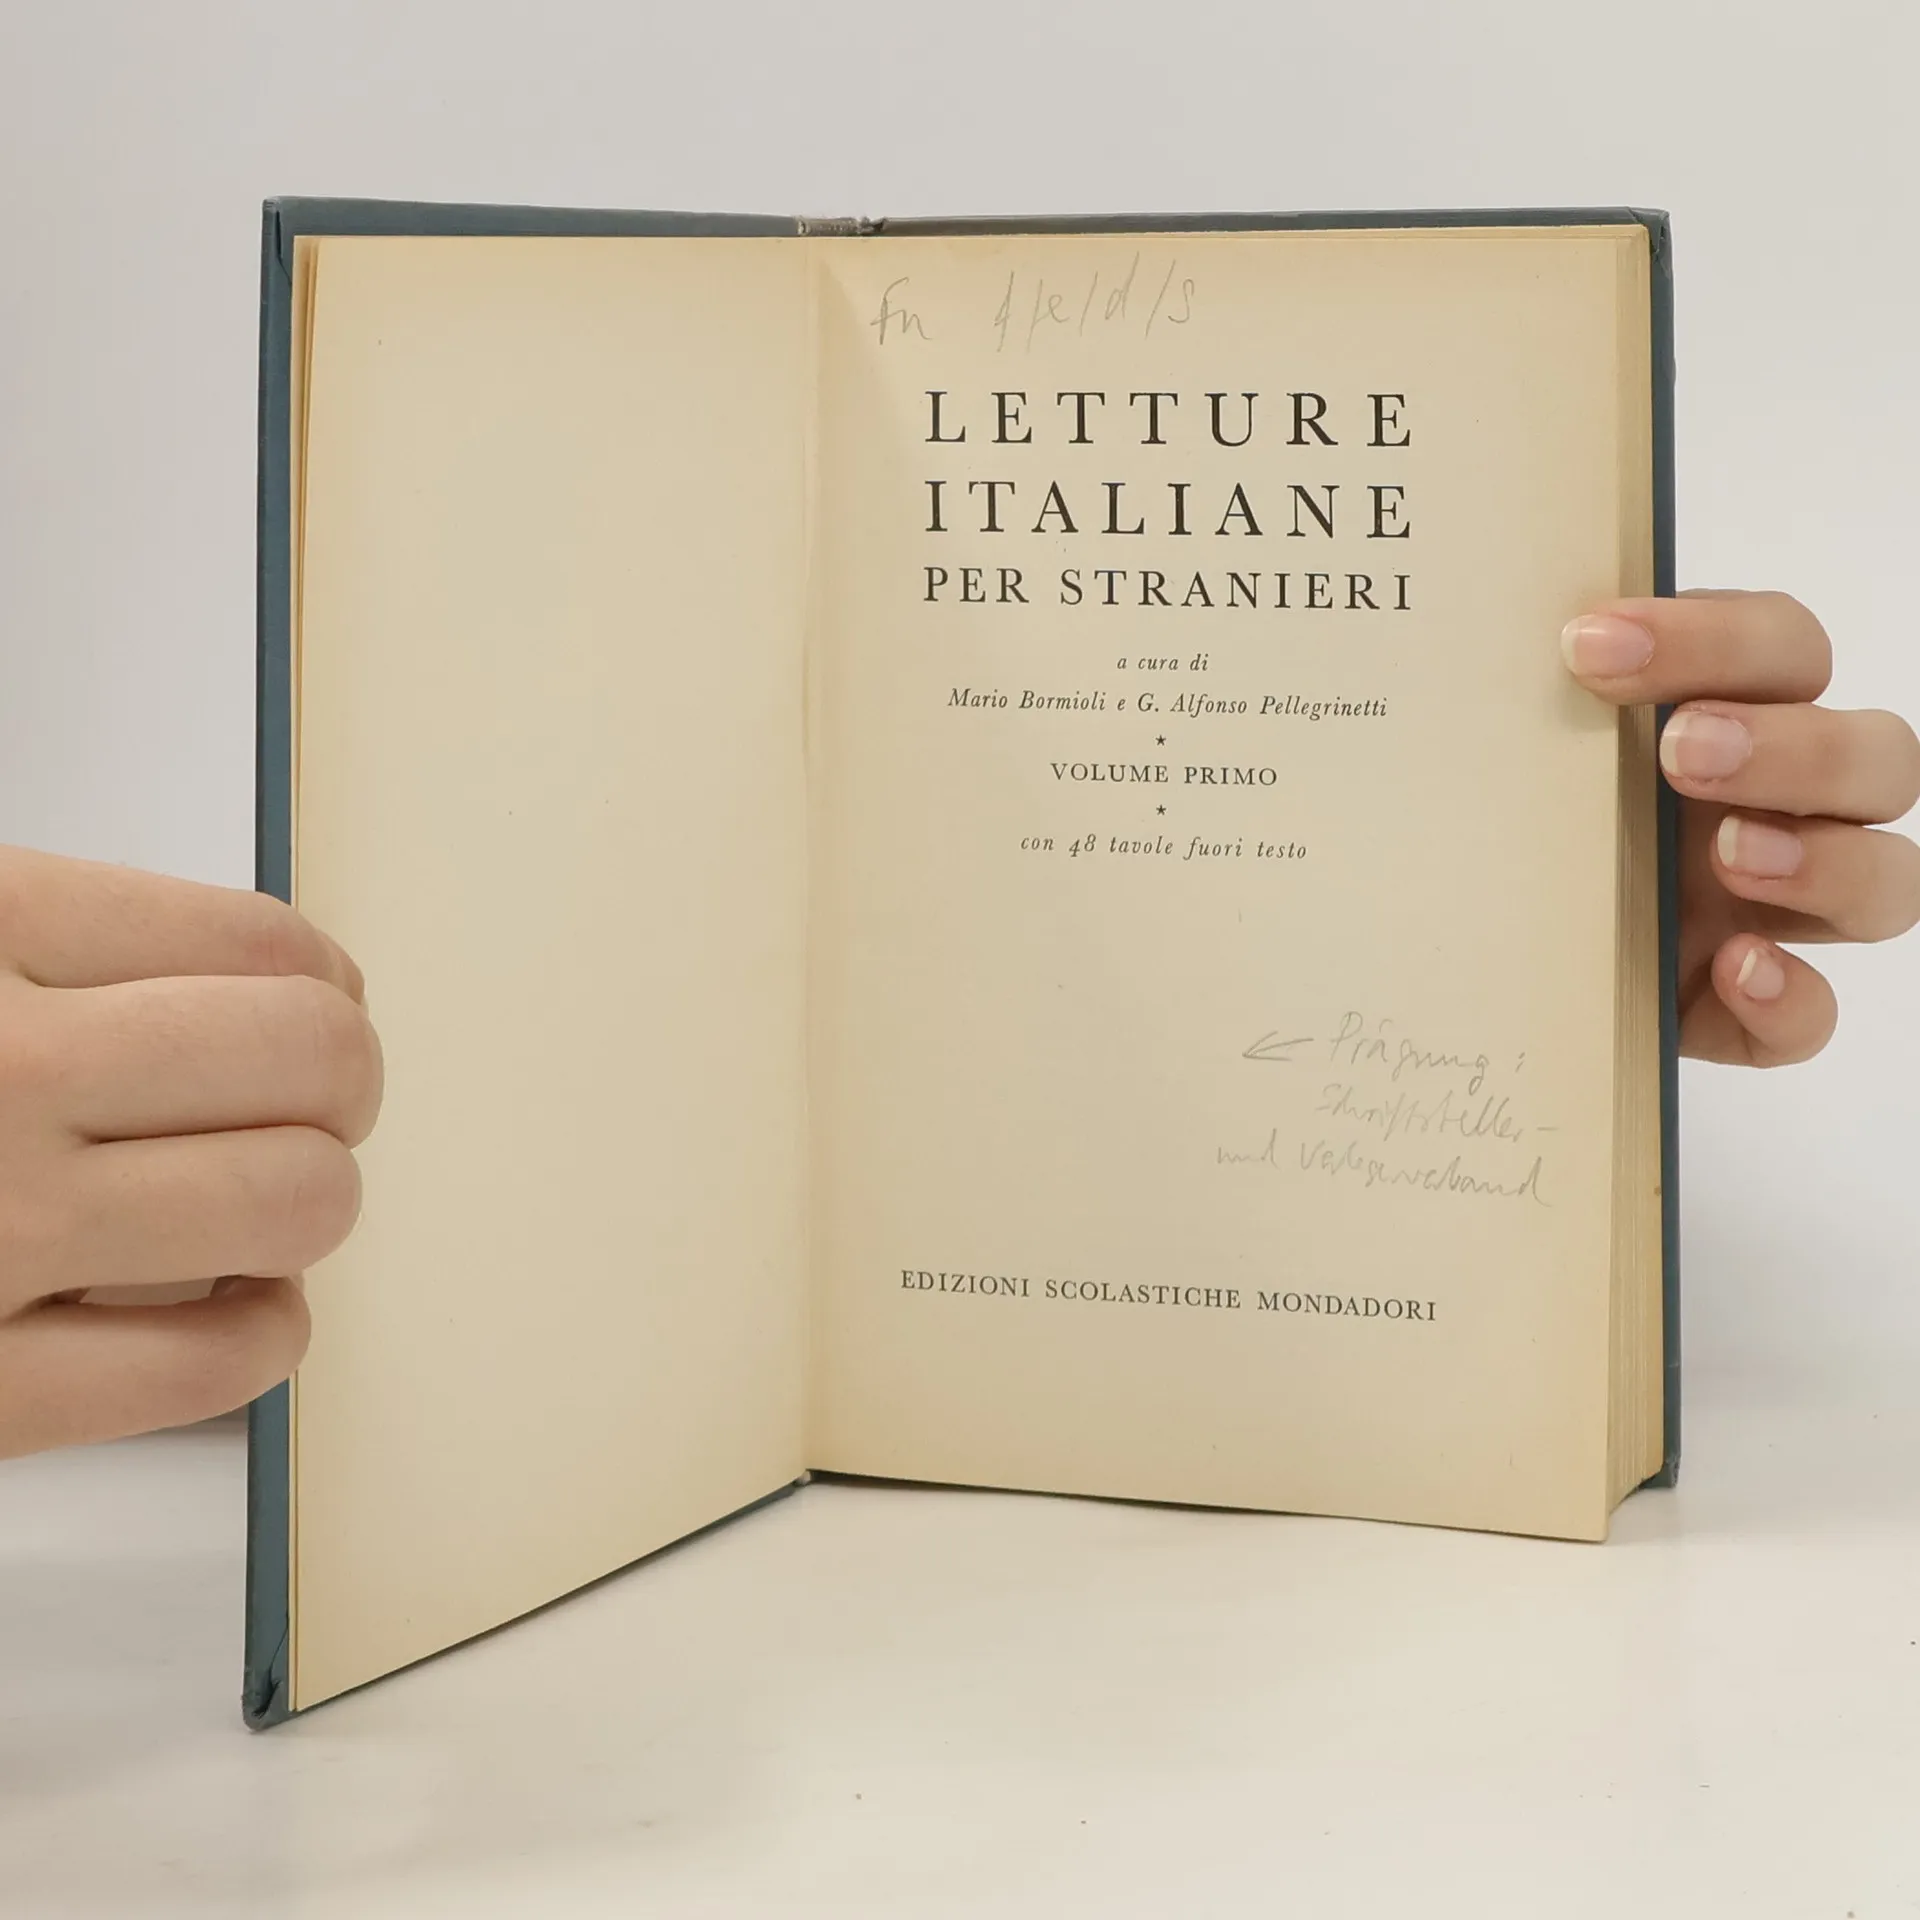 fn f/e/d/s
LETTURE
ITALIANE
PER STRANIERI
a cura di
Mario Bormioli e G. Alfonso Pellegrinetti
★
VOLUME PRIMO
★
con 48 tavole fuori testo
← Prägung:
Schriftsteller-
und
EDIZIONI SCOLASTICHE MONDADORI